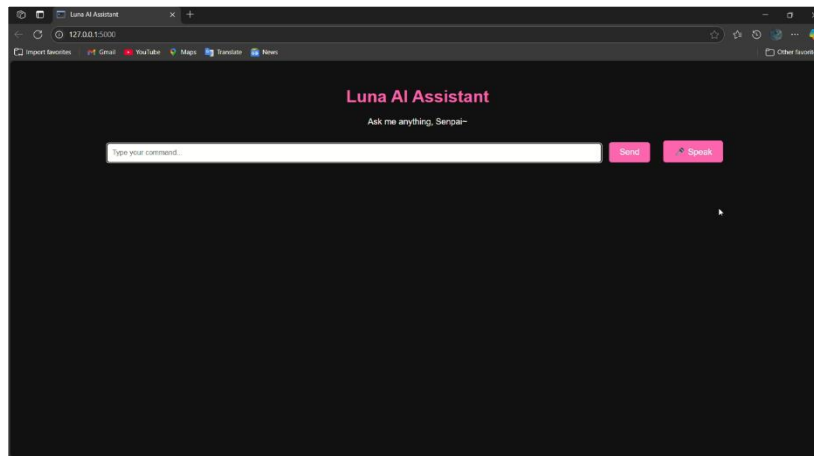 Luna AI Assistant
127.0.0.1:5000
Import favorites Gmail YouTube Maps Translate News Other favorit
Luna AI Assistant
Ask me anything, Senpai~
Type your command... Send Speak